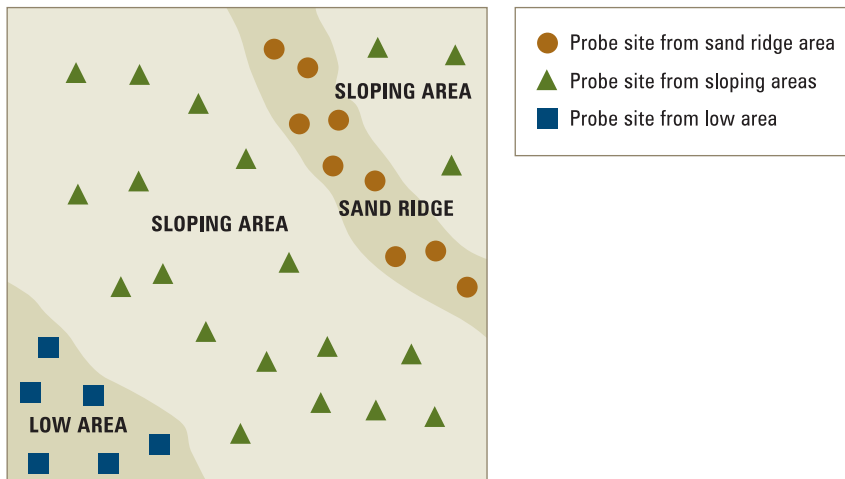 SLOPING AREA
SAND RIDGE
SLOPING AREA
LOW AREA
Probe site from sand ridge area
Probe site from sloping areas
Probe site from low area